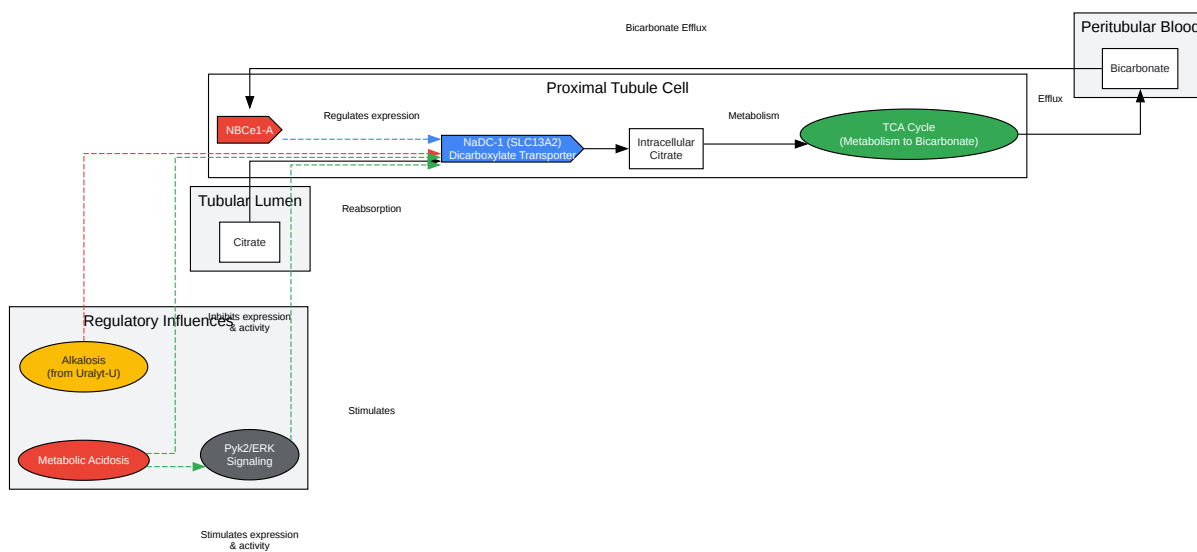 Bicarbonate Efflux
Peritubular Blood
Bicarbonate
Proximal Tubule Cell
Efflux
NBCe1-A
Regulates expression
NaDC-1 (SLC13A2)
Dicarboxylate Transporter
Intracellular
Citrate
Metabolism
TCA Cycle
(Metabolism to Bicarbonate)
Tubular Lumen
Citrate
Reabsorption
Regulatory Influences
Inhibits expression
& activity
Alkalosis
(from Uralyt-U)
Stimulates
Metabolic Acidosis
Pyk2/ERK
Signaling
Stimulates expression
& activity